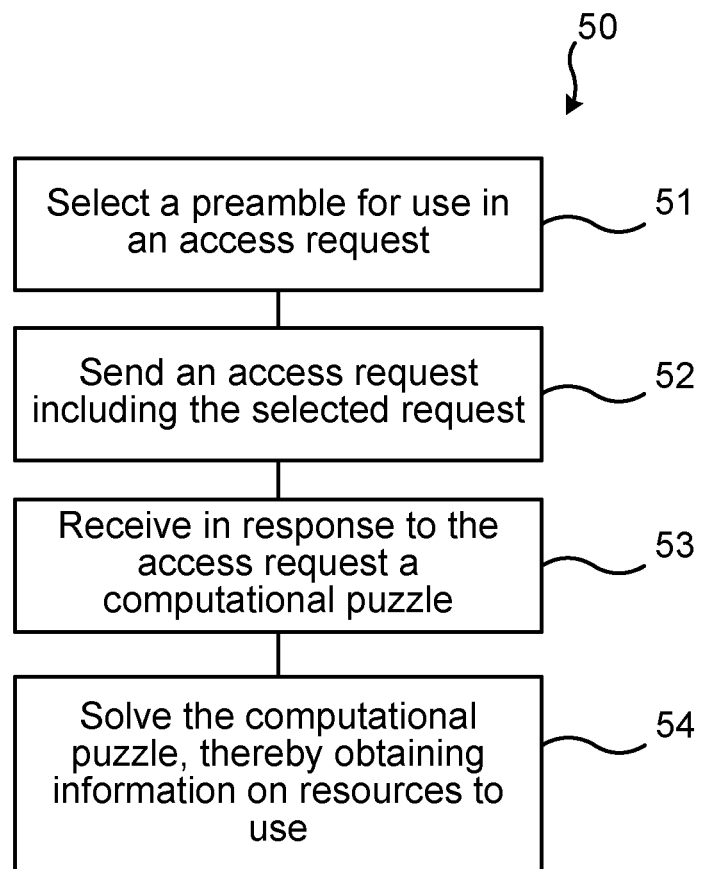 50
Select a preamble for use in
an access request
51
Send an access request
including the selected request
52
Receive in response to the
access request a
computational puzzle
53
Solve the computational
puzzle, thereby obtaining
information on resources to
use
54